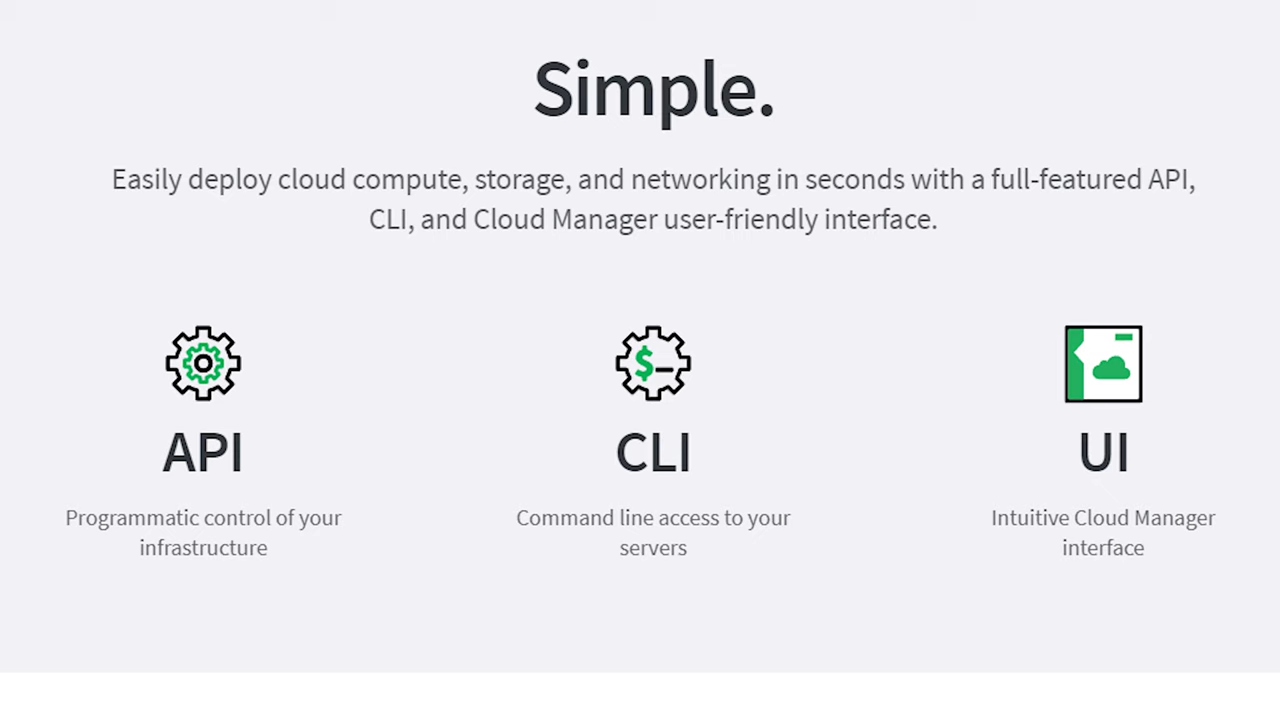 Simple.
Easily deploy cloud compute, storage, and networking in seconds with a full-featured API,
CLI, and Cloud Manager user-friendly interface.
$
API
CLI
UI
Programmatic control of your
infrastructure
Command line access to your
servers
Intuitive Cloud Manager
interface